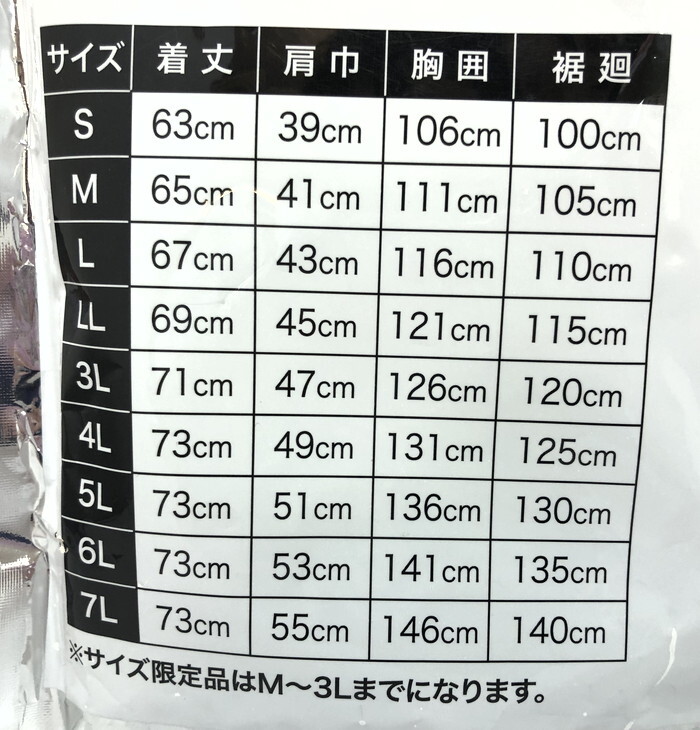 サイズ 着丈 肩巾 胸囲 裾廻
S 63cm 39cm 106cm 100cm
M 65cm 41cm 111cm 105cm
L 67cm 43cm 116cm 110cm
LL 69cm 45cm 121cm 115cm
3L 71cm 47cm 126cm 120cm
4L 73cm 49cm 131cm 125cm
5L 73cm 51cm 136cm 130cm
6L 73cm 53cm 141cm 135cm
7L 73cm 55cm 146cm 140cm
※サイズ限定品はM〜3Lまでになります。